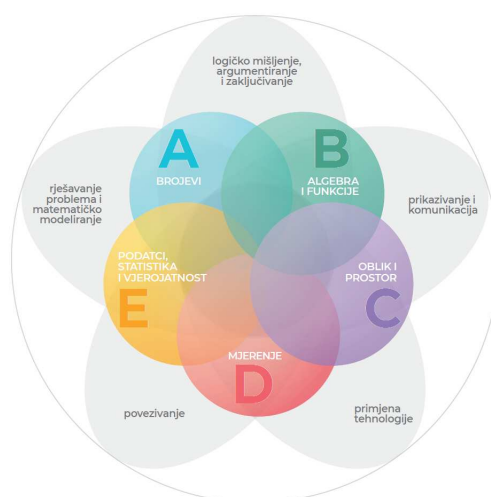 logičko mišljenje,
argumentiranje
i zaključivanje
A
BROJEVI
B
ALGEBRA
I FUNKCIJE
rješavanje
problema i
matematičko
modeliranje
prikazivanje i
komunikacija
PODATCI,
STATISTIKA
I VJEROJATNOST
E
OBLIK I
PROSTOR
C
MJERENJE
D
povezivanje
primjena
tehnologije